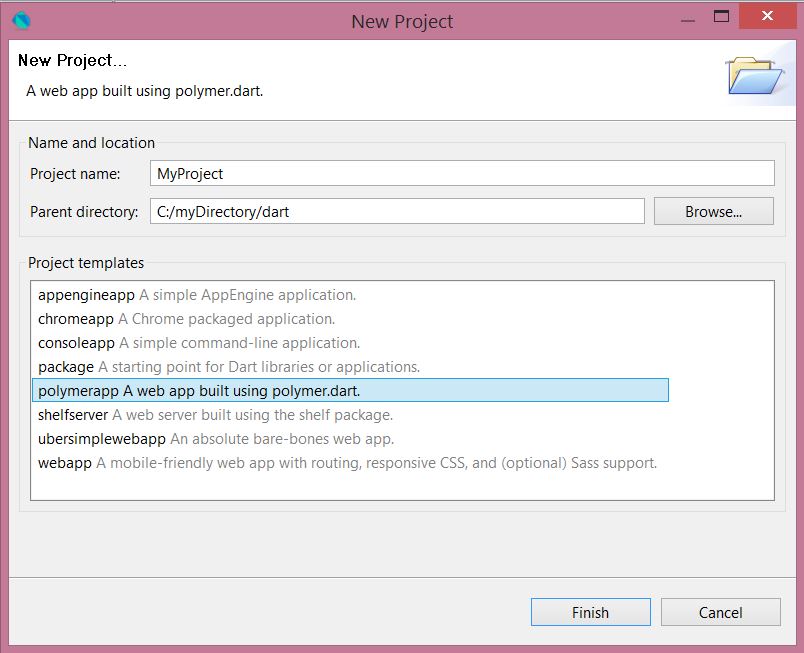 New Project
New Project...
A web app built using polymer.dart.
Name and location
Project name: MyProject
Parent directory: C:/myDirectory/dart Browse...
Project templates
appengineapp A simple AppEngine application.
chromeapp A Chrome packaged application.
consoleapp A simple command-line application.
package A starting point for Dart libraries or applications.
polymerapp A web app built using polymer.dart.
shelfserver A web server built using the shelf package.
ubersimplewebapp An absolute bare-bones web app.
webapp A mobile-friendly web app with routing, responsive CSS, and (optional) Sass support.
Finish Cancel